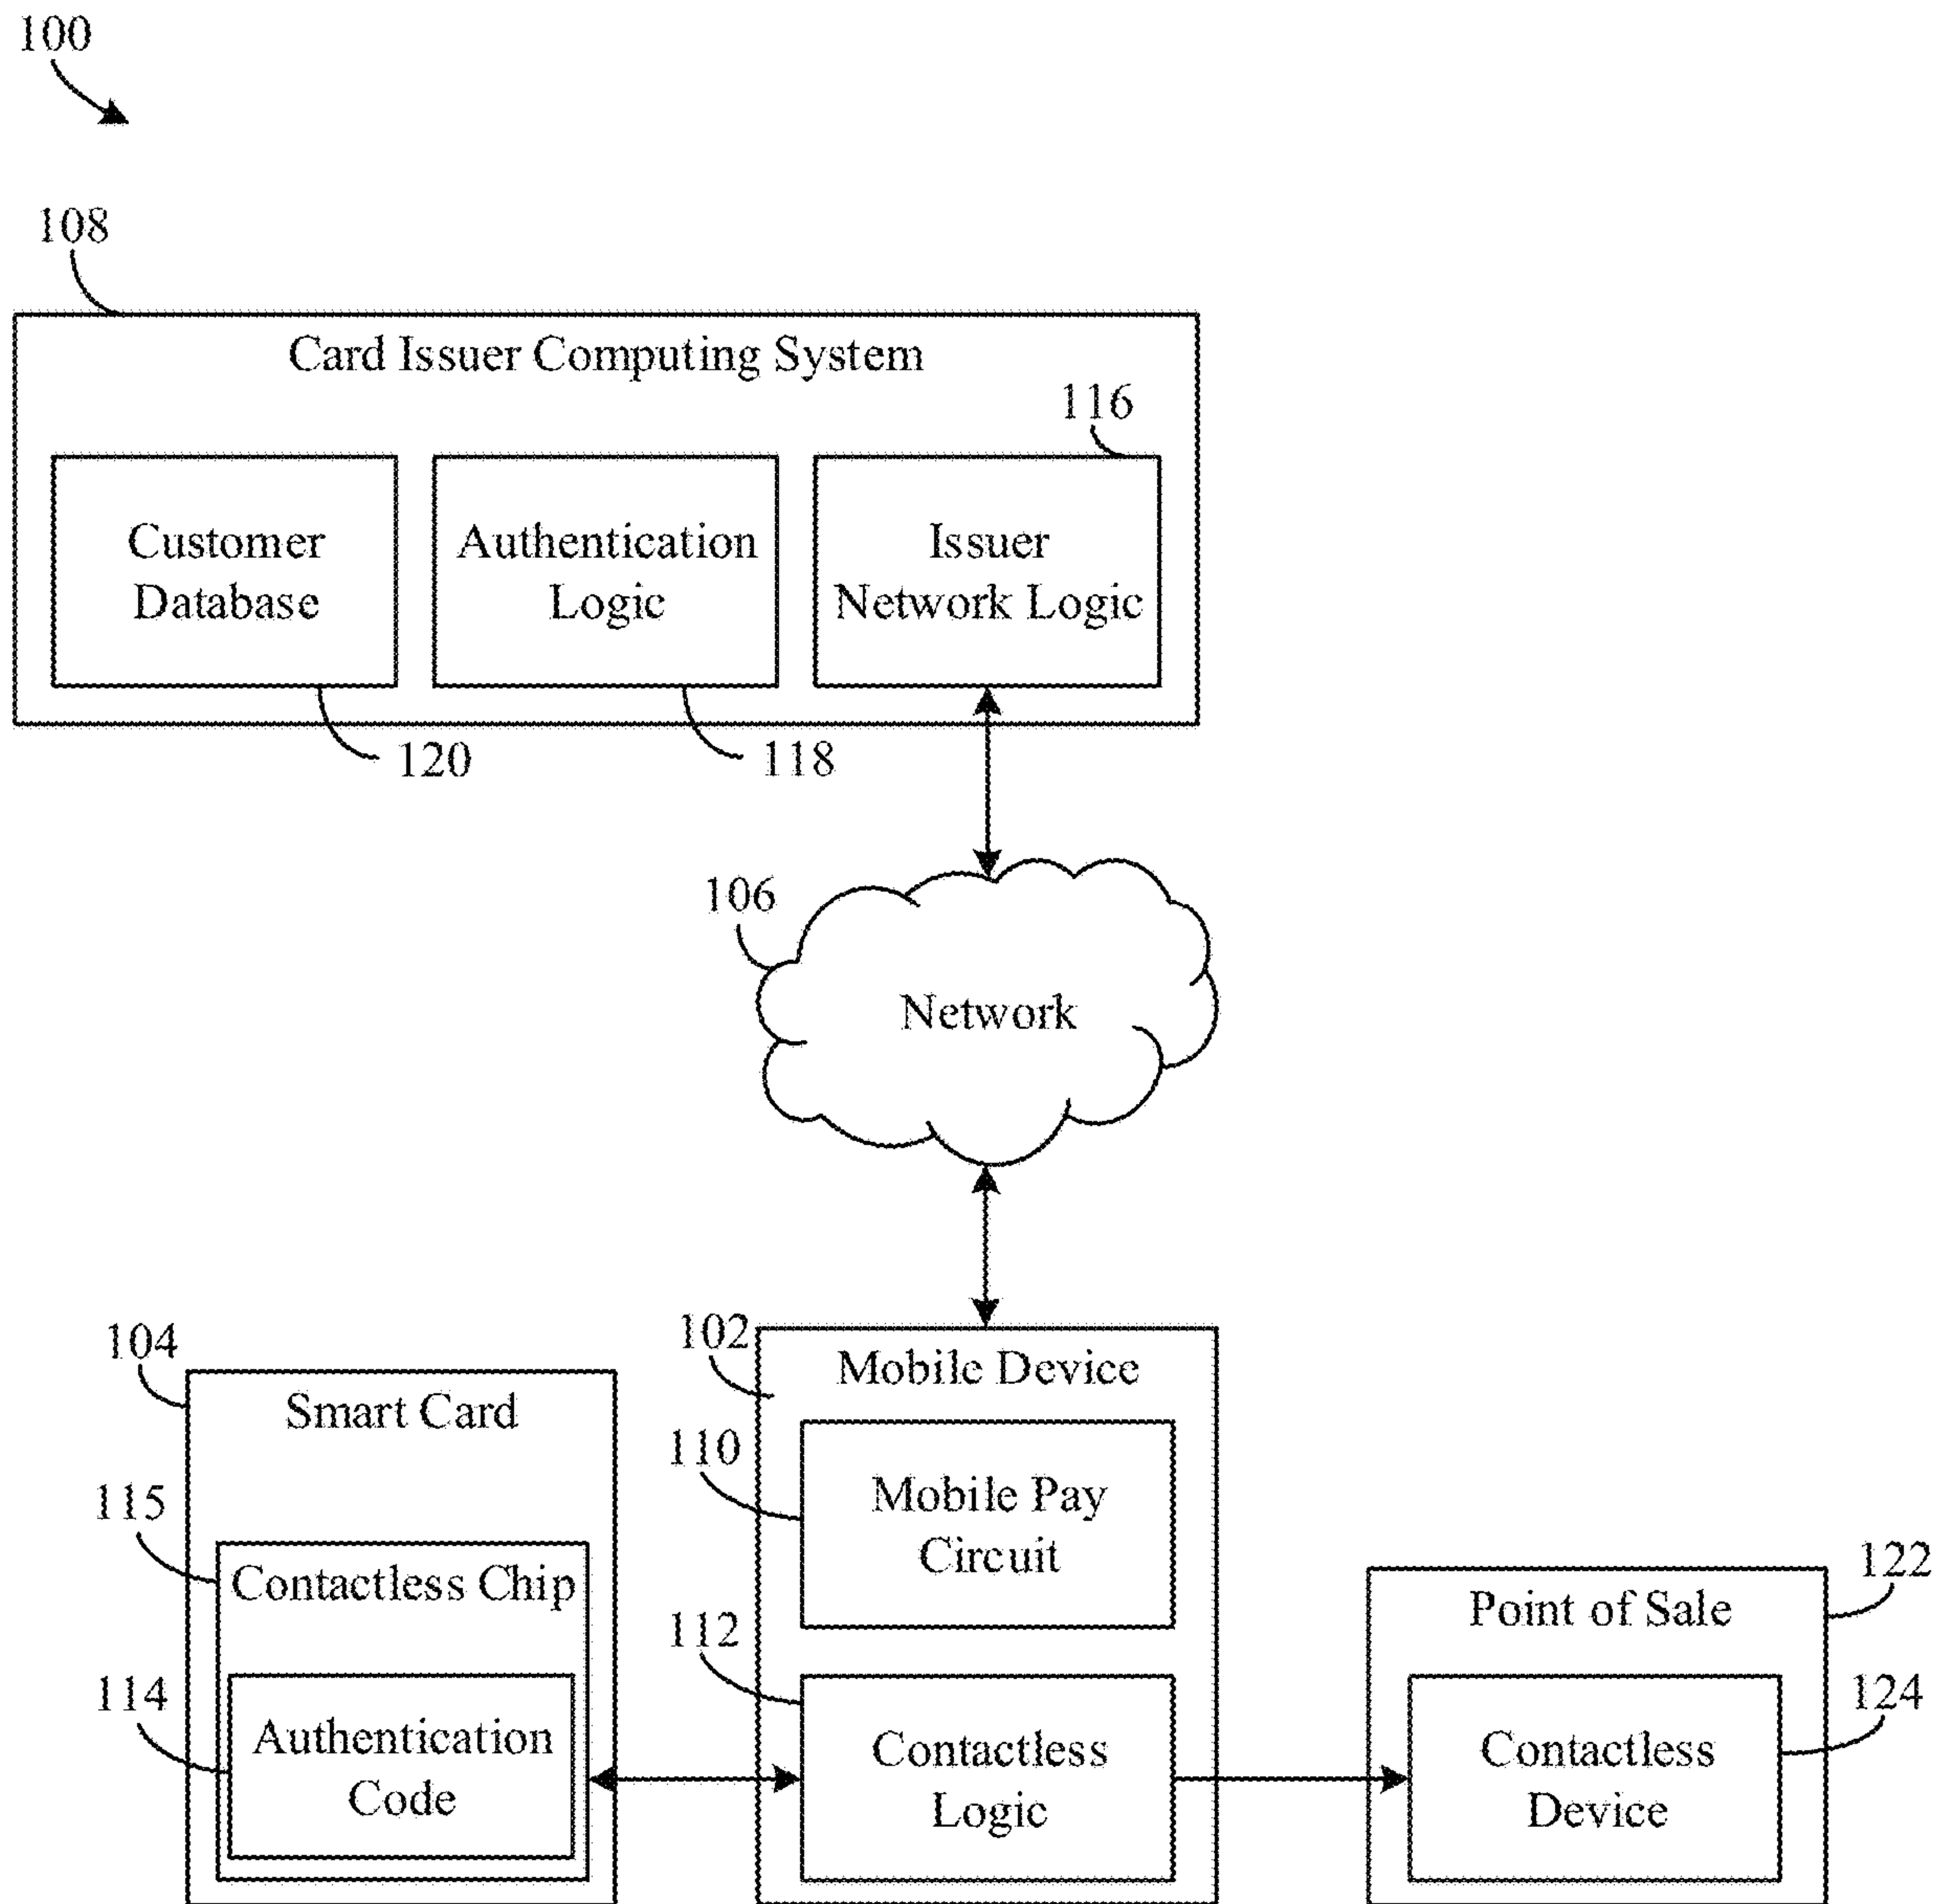 100
108
Card Issuer Computing System
116
Customer
Database
Authentication
Logic
Issuer
Network Logic
120
118
106
Network
104
Smart Card
115
Contactless Chip
114
Authentication
Code
102
Mobile Device
110
Mobile Pay
Circuit
112
Contactless
Logic
122
Point of Sale
124
Contactless
Device